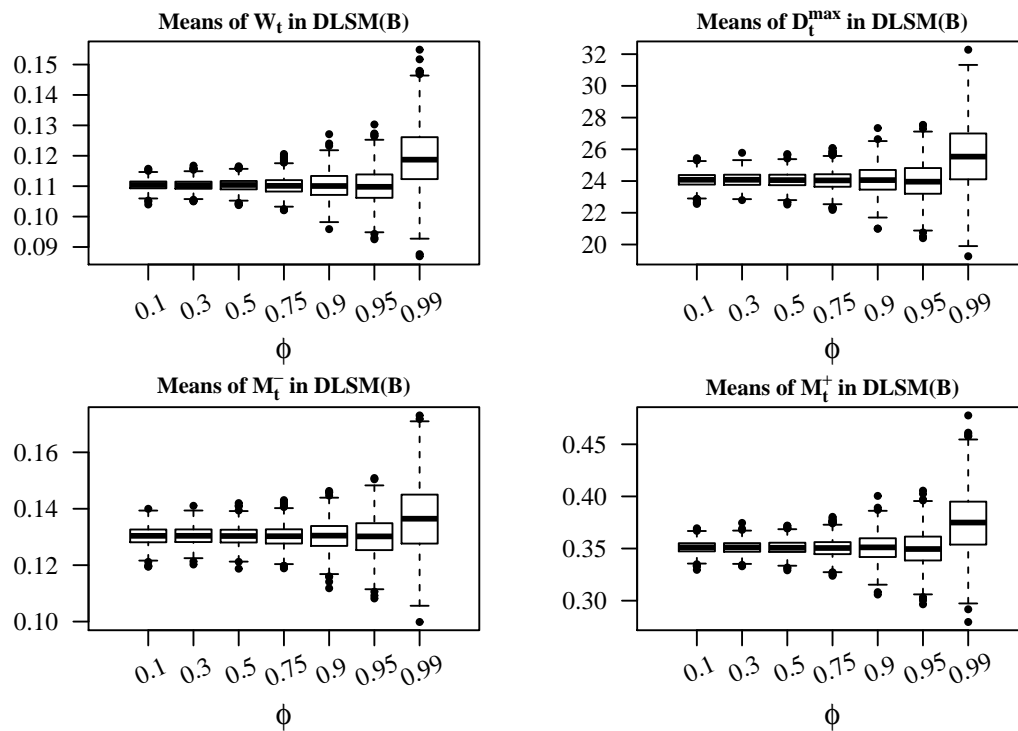 Means of W_t in DLSM(B)
0.15
0.14
0.13
0.12
0.11
0.10
0.09
0.1 0.3 0.5 0.75 0.9 0.95 0.99
ϕ
Means of D_t^max in DLSM(B)
32
30
28
26
24
22
20
0.1 0.3 0.5 0.75 0.9 0.95 0.99
ϕ
Means of M_t^− in DLSM(B)
0.16
0.14
0.12
0.10
0.1 0.3 0.5 0.75 0.9 0.95 0.99
ϕ
Means of M_t^+ in DLSM(B)
0.45
0.40
0.35
0.30
0.1 0.3 0.5 0.75 0.9 0.95 0.99
ϕ